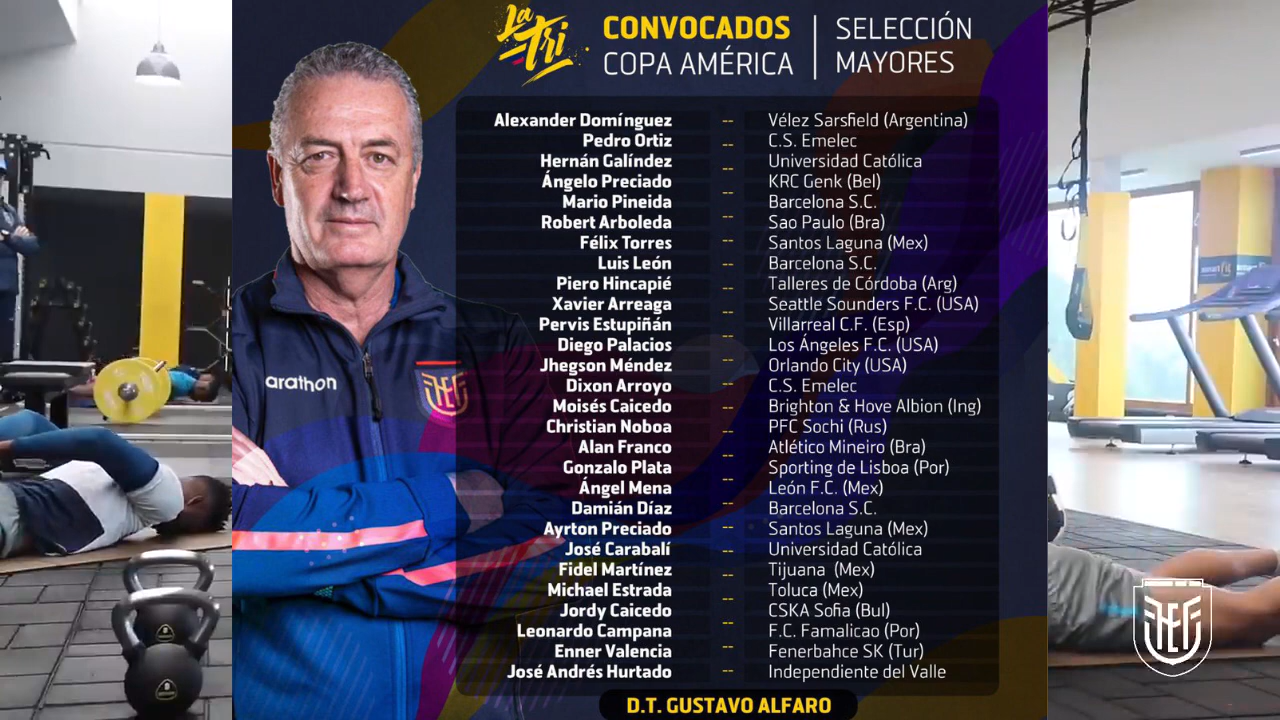 La Tri
CONVOCADOS
COPA AMÉRICA
SELECCIÓN
MAYORES
Alexander Domínguez -- Vélez Sarsfield (Argentina)
Pedro Ortiz -- C.S. Emelec
Hernán Galíndez -- Universidad Católica
Ángelo Preciado -- KRC Genk (Bel)
Mario Pineida -- Barcelona S.C.
Robert Arboleda -- Sao Paulo (Bra)
Félix Torres -- Santos Laguna (Mex)
Luis León -- Barcelona S.C.
Piero Hincapié -- Talleres de Córdoba (Arg)
Xavier Arreaga -- Seattle Sounders F.C. (USA)
Pervis Estupiñán -- Villarreal C.F. (Esp)
Diego Palacios -- Los Ángeles F.C. (USA)
Jhegson Méndez -- Orlando City (USA)
Dixon Arroyo -- C.S. Emelec
Moisés Caicedo -- Brighton & Hove Albion (Ing)
Christian Noboa -- PFC Sochi (Rus)
Alan Franco -- Atlético Mineiro (Bra)
Gonzalo Plata -- Sporting de Lisboa (Por)
Ángel Mena -- León F.C. (Mex)
Damián Díaz -- Barcelona S.C.
Ayrton Preciado -- Santos Laguna (Mex)
José Carabalí -- Universidad Católica
Fidel Martínez -- Tijuana (Mex)
Michael Estrada -- Toluca (Mex)
Jordy Caicedo -- CSKA Sofia (Bul)
Leonardo Campana -- F.C. Famalicao (Por)
Enner Valencia -- Fenerbahce SK (Tur)
José Andrés Hurtado -- Independiente del Valle
D.T. GUSTAVO ALFARO
arathon